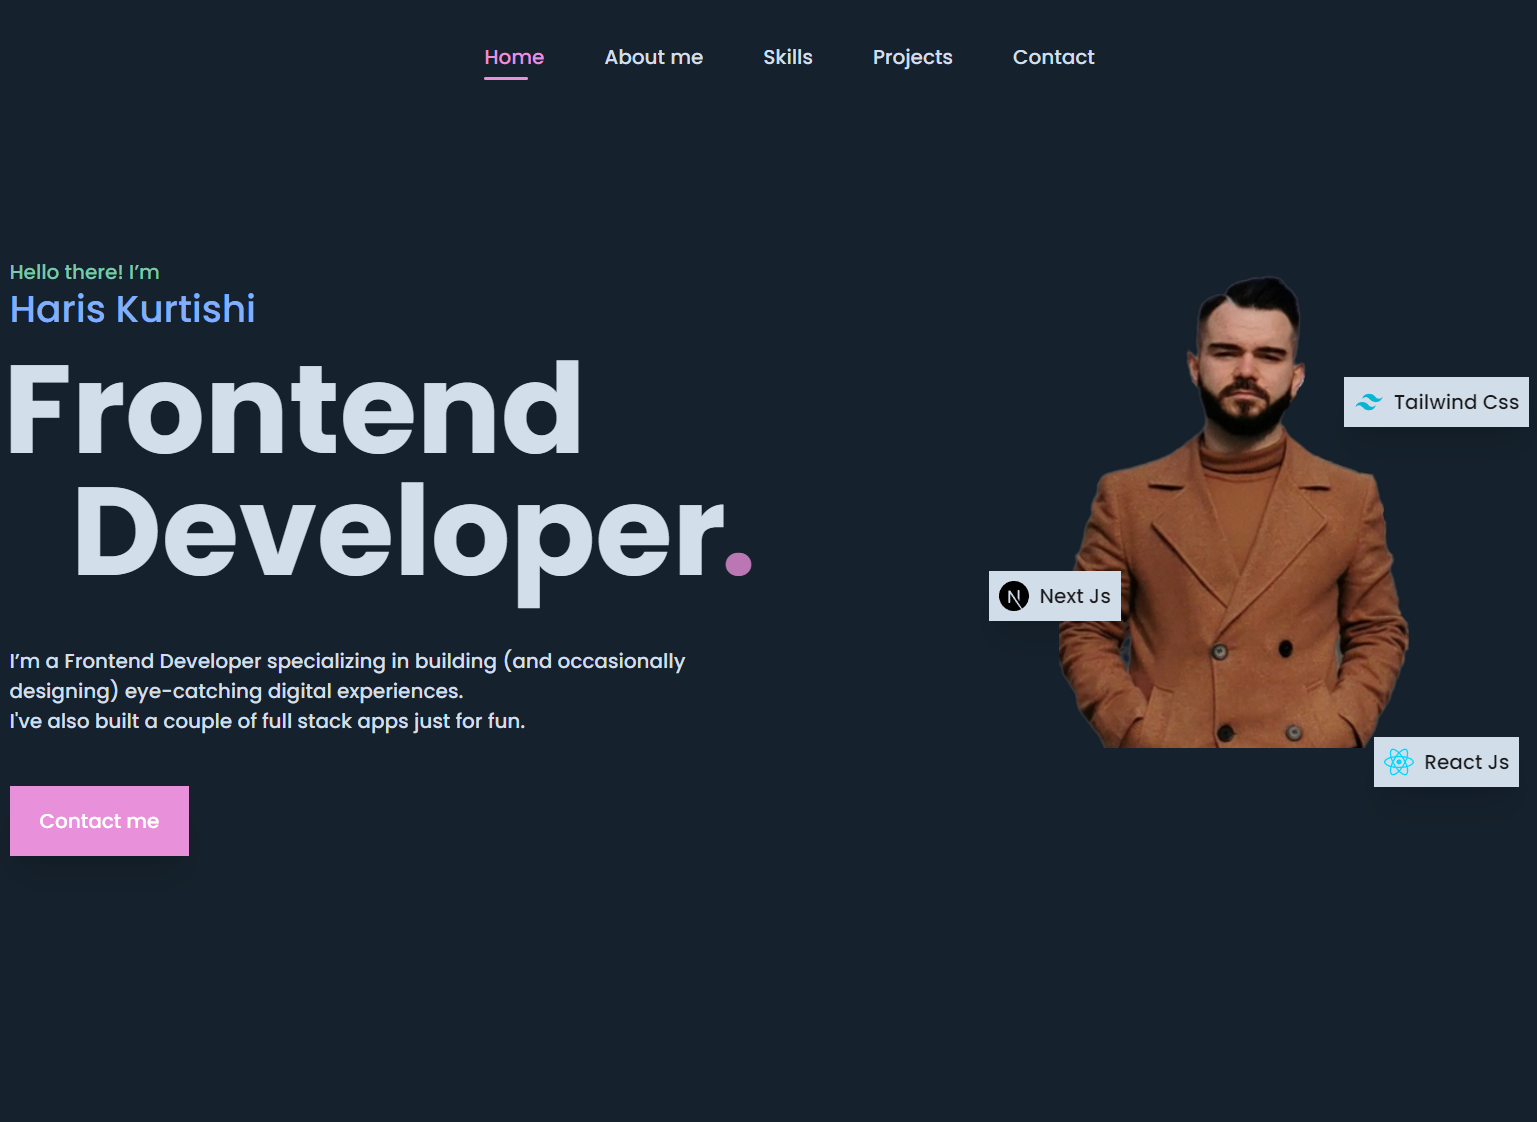 Home About me Skills Projects Contact
Hello there! I’m
Haris Kurtishi
Frontend
Developer.
I’m a Frontend Developer specializing in building (and occasionally
designing) eye-catching digital experiences.
I've also built a couple of full stack apps just for fun.
Contact me
Tailwind Css
N Next Js
React Js